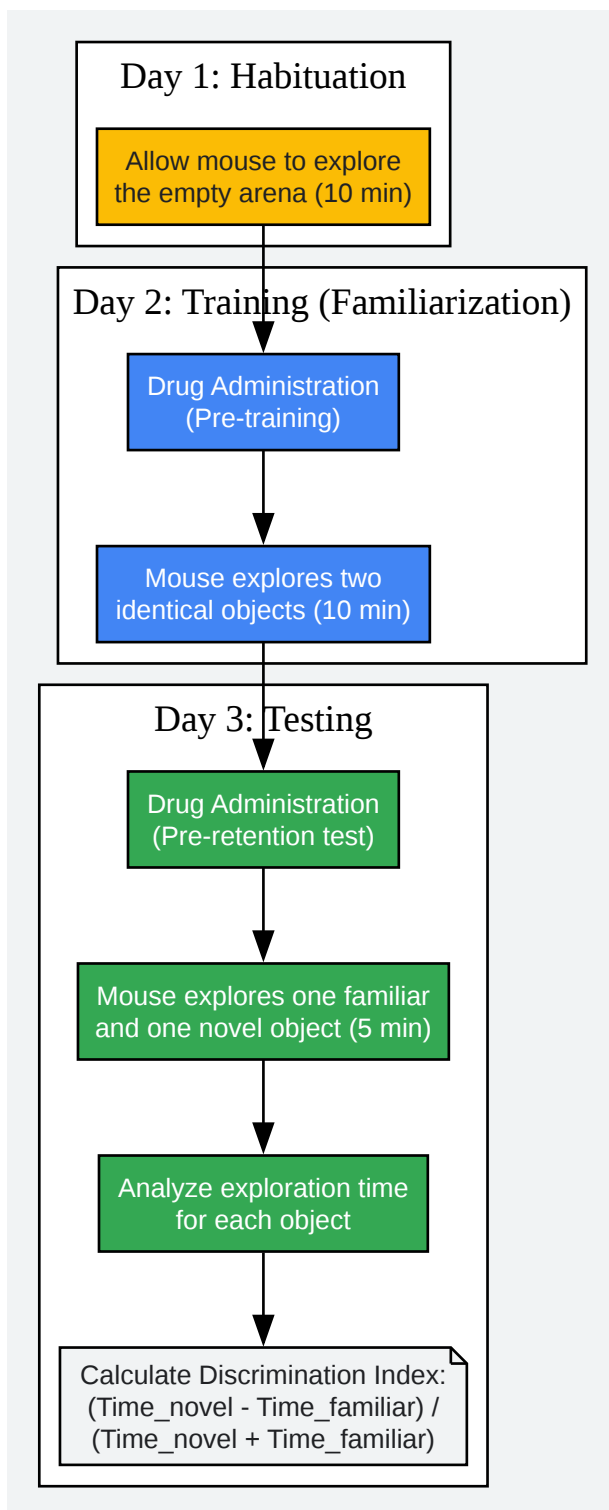 Day 1: Habituation
Allow mouse to explore
the empty arena (10 min)
Day 2: Training (Familiarization)
Drug Administration
(Pre-training)
Mouse explores two
identical objects (10 min)
Day 3: Testing
Drug Administration
(Pre-retention test)
Mouse explores one familiar
and one novel object (5 min)
Analyze exploration time
for each object
Calculate Discrimination Index:
(Time_novel - Time_familiar) /
(Time_novel + Time_familiar)